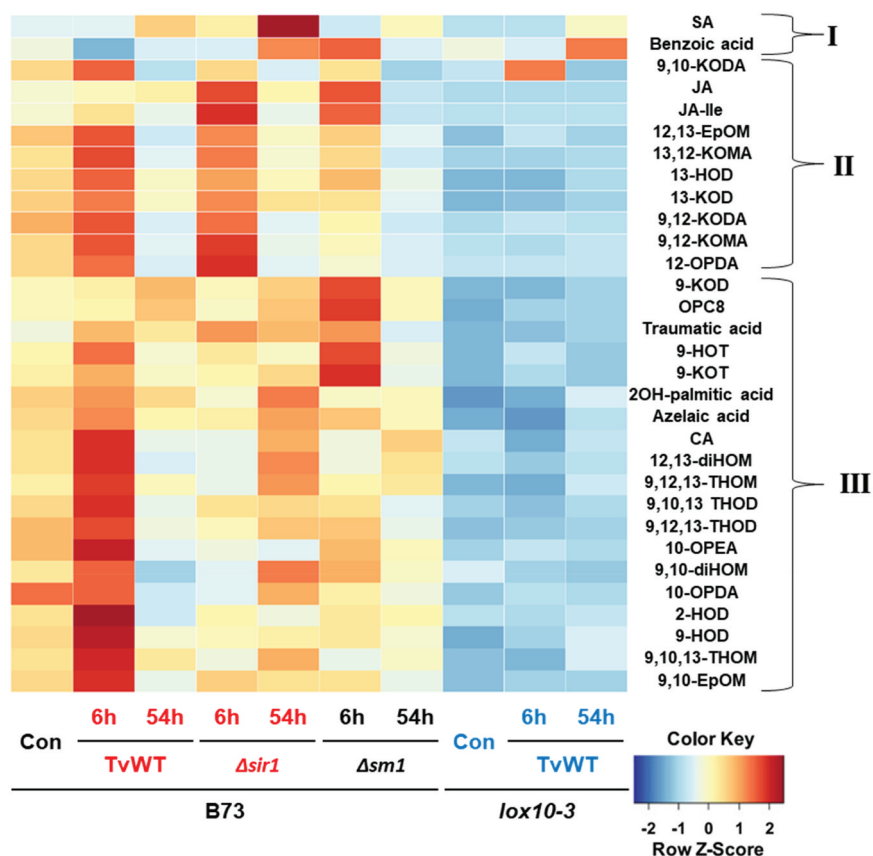 SA
Benzoic acid
I
9,10-KODA
JA
JA-Ile
12,13-EpOM
13,12-KOMA
13-HOD
13-KOD
9,12-KODA
9,12-KOMA
12-OPDA
II
9-KOD
OPC8
Traumatic acid
9-HOT
9-KOT
2OH-palmitic acid
Azelaic acid
CA
12,13-diHOM
9,12,13-THOM
9,10,13 THOD
9,12,13-THOD
10-OPEA
9,10-diHOM
10-OPDA
2-HOD
9-HOD
9,10,13-THOM
9,10-EpOM
III
6h 54h 6h 54h 6h 54h 6h 54h
Con Con
TvWT Δsir1 Δsm1 TvWT
B73 lox10-3
Color Key
-2 -1 0 1 2
Row Z-Score